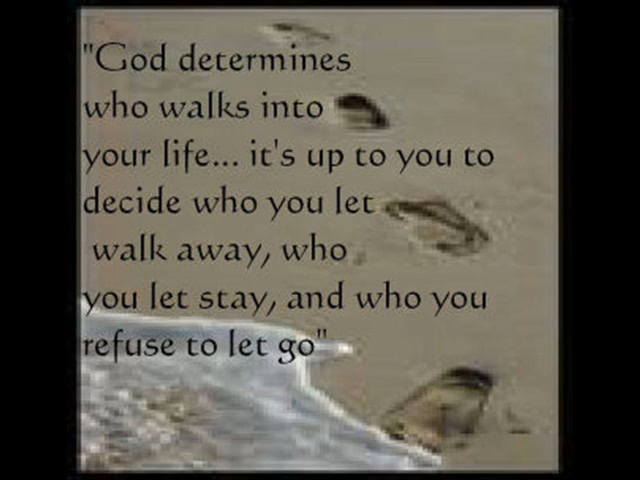 "God determines
who walks into
your life... it's up to you to
decide who you let
walk away, who
you let stay, and who you
refuse to let go"